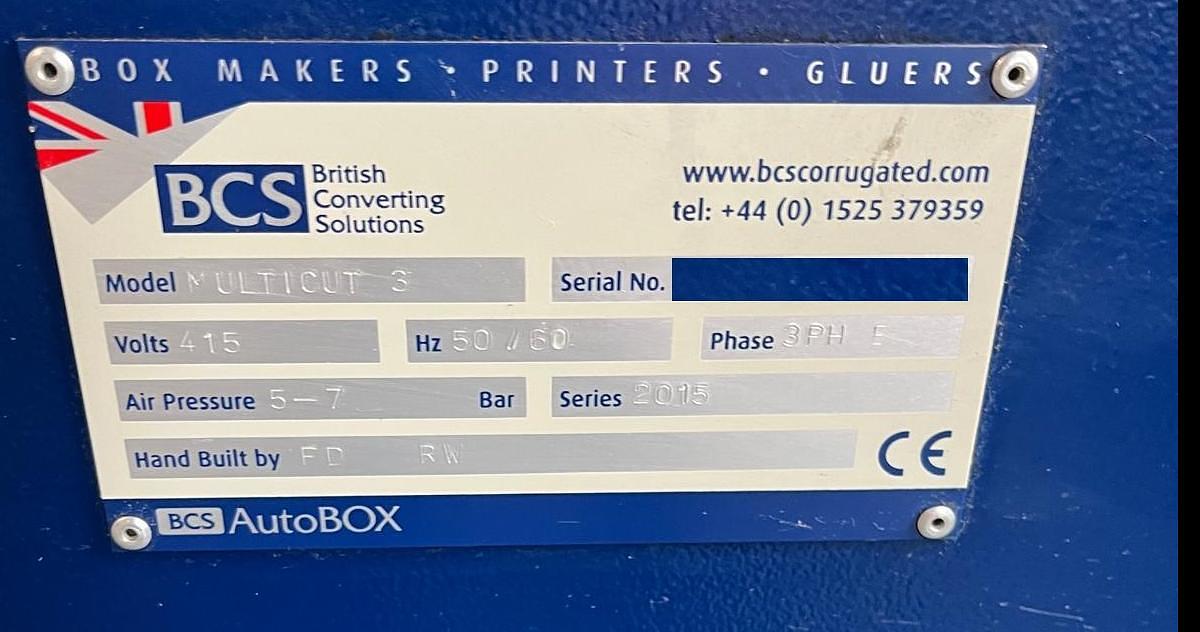 BOX MAKERS · PRINTERS · GLUERS
BCS British
Converting
Solutions
www.bcscorrugated.com
tel: +44 (0) 1525 379359
Model MULTICUT 3 Serial No.
Volts 415 Hz 50/60 Phase 3PH E
Air Pressure 5-7 Bar Series 2015
Hand Built by FD RW CE
BCS AutoBOX